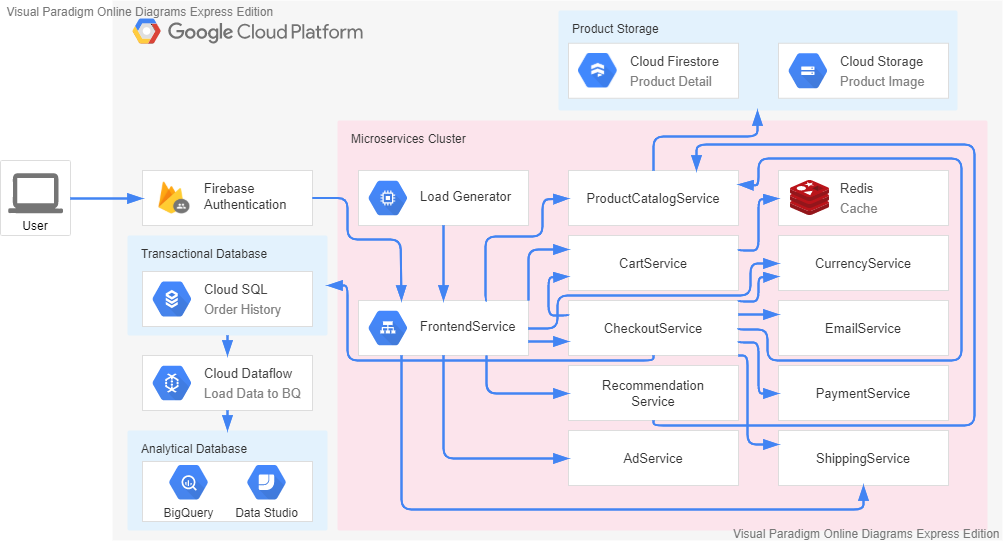 Visual Paradigm Online Diagrams Express Edition
Google Cloud Platform
Product Storage
Cloud Firestore
Product Detail
Cloud Storage
Product Image
Microservices Cluster
User
Firebase
Authentication
Load Generator
ProductCatalogService
Redis
Cache
Transactional Database
Cloud SQL
Order History
CartService
CurrencyService
FrontendService
CheckoutService
EmailService
Cloud Dataflow
Load Data to BQ
Recommendation
Service
PaymentService
Analytical Database
BigQuery
Data Studio
AdService
ShippingService
Visual Paradigm Online Diagrams Express Edition